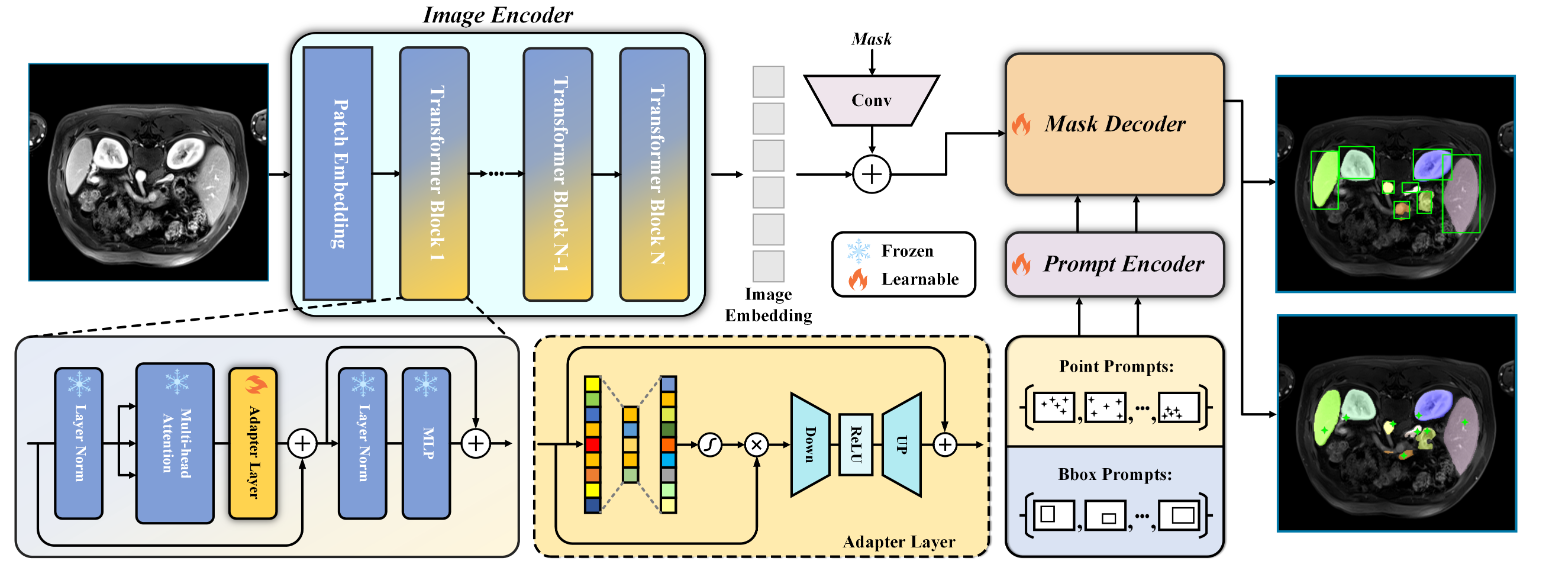 Image Encoder
Patch Embedding
Transformer Block 1
Transformer Block N-1
Transformer Block N
Image
Embedding
Mask
Conv
Mask Decoder
Frozen
Learnable
Prompt Encoder
Layer Norm
Multi-head
Attention
Adapter Layer
Layer Norm
MLP
Down
ReLU
UP
Adapter Layer
Point Prompts:
Bbox Prompts: